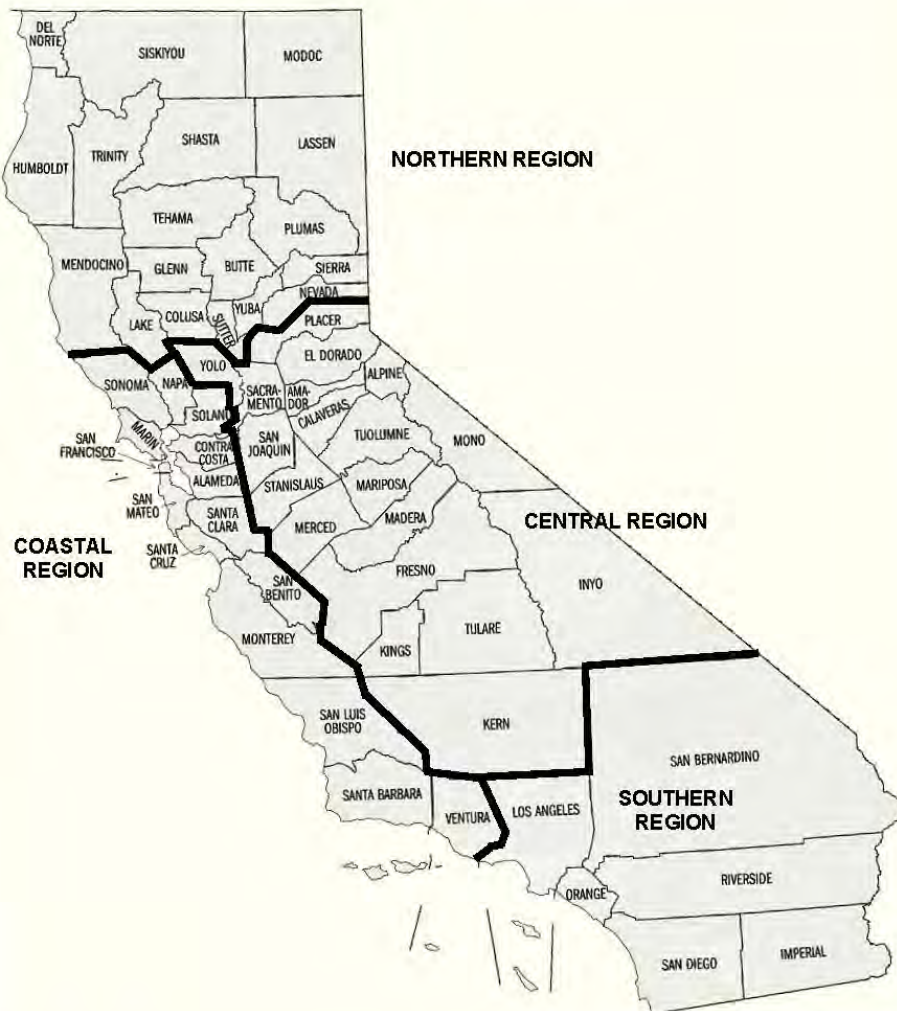 DEL
NORTE
SISKIYOU
MODOC
HUMBOLDT
TRINITY
SHASTA
LASSEN
NORTHERN REGION
TEHAMA
PLUMAS
MENDOCINO
GLENN
BUTTE
SIERRA
NEVADA
LAKE
COLUSA
SUTTER
YUBA
PLACER
YOLO
EL DORADO
SONOMA
NAPA
SACRA-
MENTO
AMA-
DOR
ALPINE
SOLAN
CALAVERAS
MARIN
SAN
FRANCISCO
CONTRA
COSTA
SAN
JOAQUIN
TUOLUMNE
MONO
ALAMEDA
STANISLAUS
MARIPOSA
SAN
MATEO
SANTA
CLARA
MERCED
MADERA
CENTRAL REGION
COASTAL
REGION
SANTA
CRUZ
SAN
BENITO
FRESNO
INYO
MONTEREY
KINGS
TULARE
SAN LUIS
OBISPO
KERN
SAN BERNARDINO
SANTA BARBARA
VENTURA
LOS ANGELES
SOUTHERN
REGION
ORANGE
RIVERSIDE
SAN DIEGO
IMPERIAL